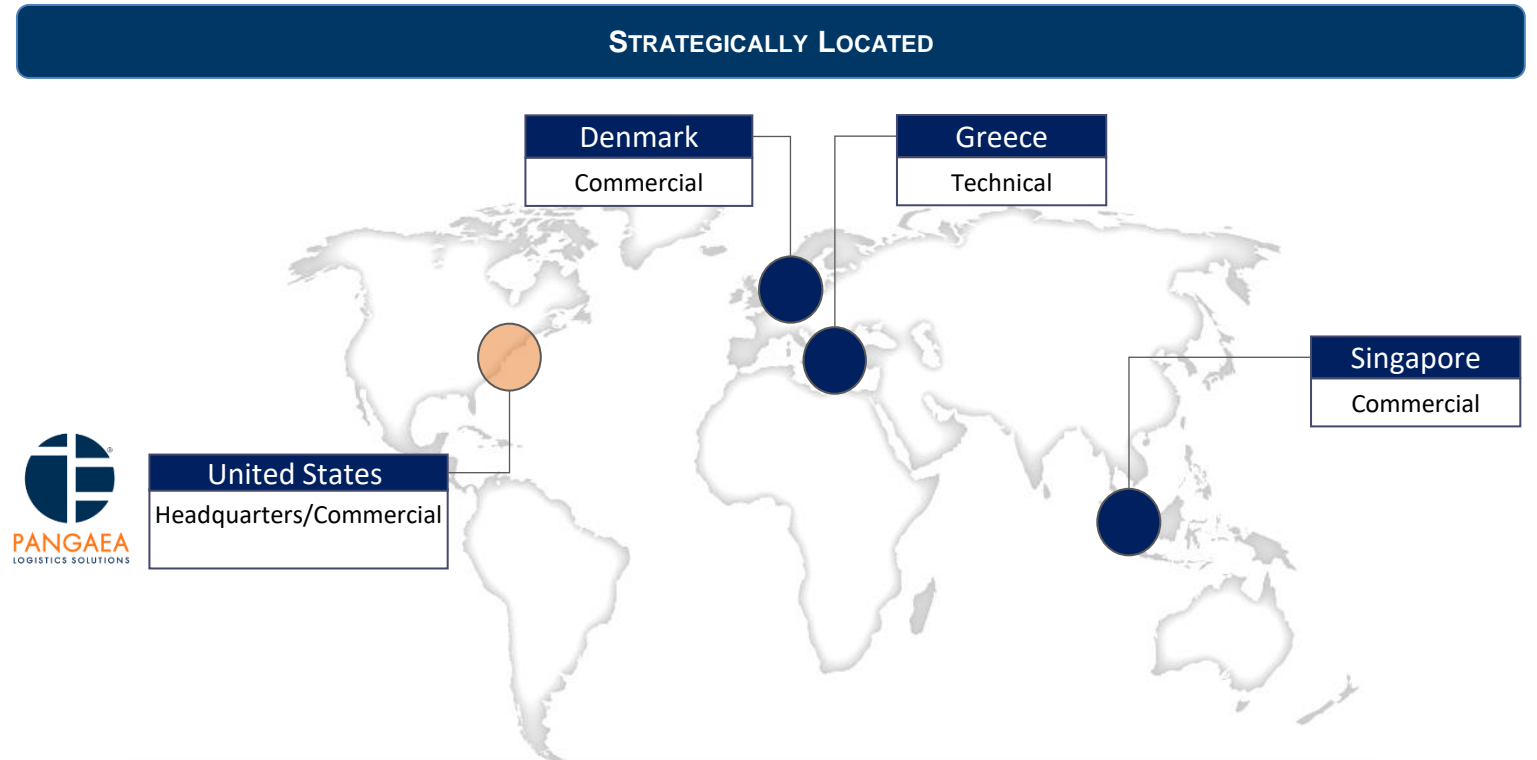 STRATEGICALLY LOCATED
Denmark
Commercial
Greece
Technical
Singapore
Commercial
United States
Headquarters/Commercial
®
PANGAEA
LOGISTICS SOLUTIONS